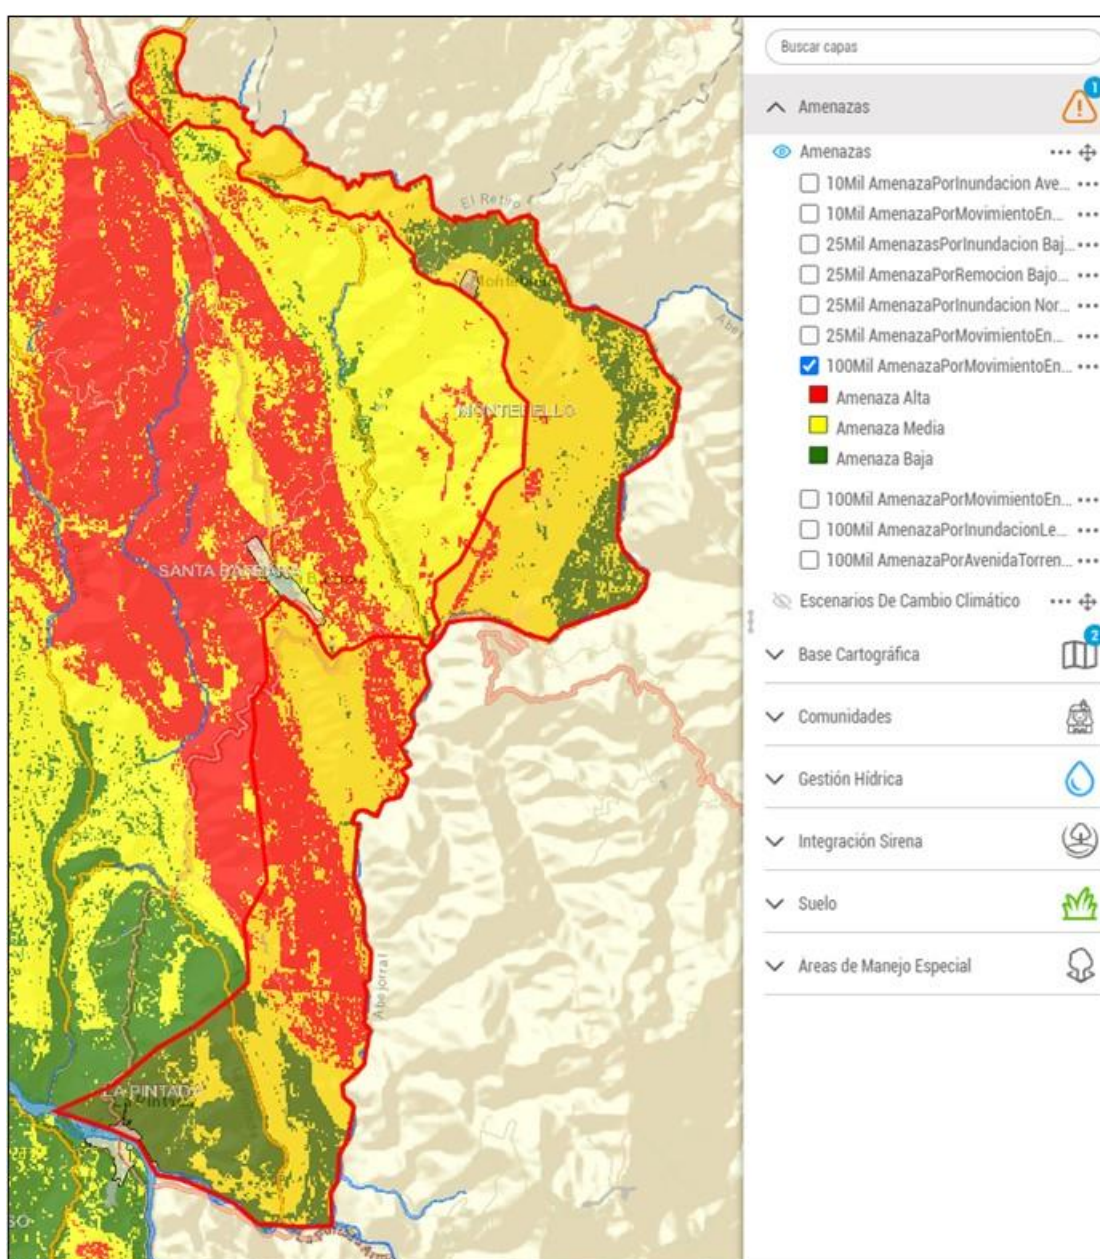 El Retiro
Montebello
MONTEBELLO
SANTA BARBARA
Abejorral
LA PINTADA
Buscar capas
Amenazas
1
Amenazas
10Mil AmenazaPorInundacion Ave...
10Mil AmenazaPorMovimientoEn...
25Mil AmenazasPorInundacion Baj...
25Mil AmenazaPorRemocion Bajo...
25Mil AmenazaPorInundacion Nor...
25Mil AmenazaPorMovimientoEn...
100Mil AmenazaPorMovimientoEn...
Amenaza Alta
Amenaza Media
Amenaza Baja
100Mil AmenazaPorMovimientoEn...
100Mil AmenazaPorInundacionLe...
100Mil AmenazaPorAvenidaTorren...
Escenarios De Cambio Climático
2
Base Cartográfica
Comunidades
Gestión Hídrica
Integración Sirena
Suelo
Areas de Manejo Especial